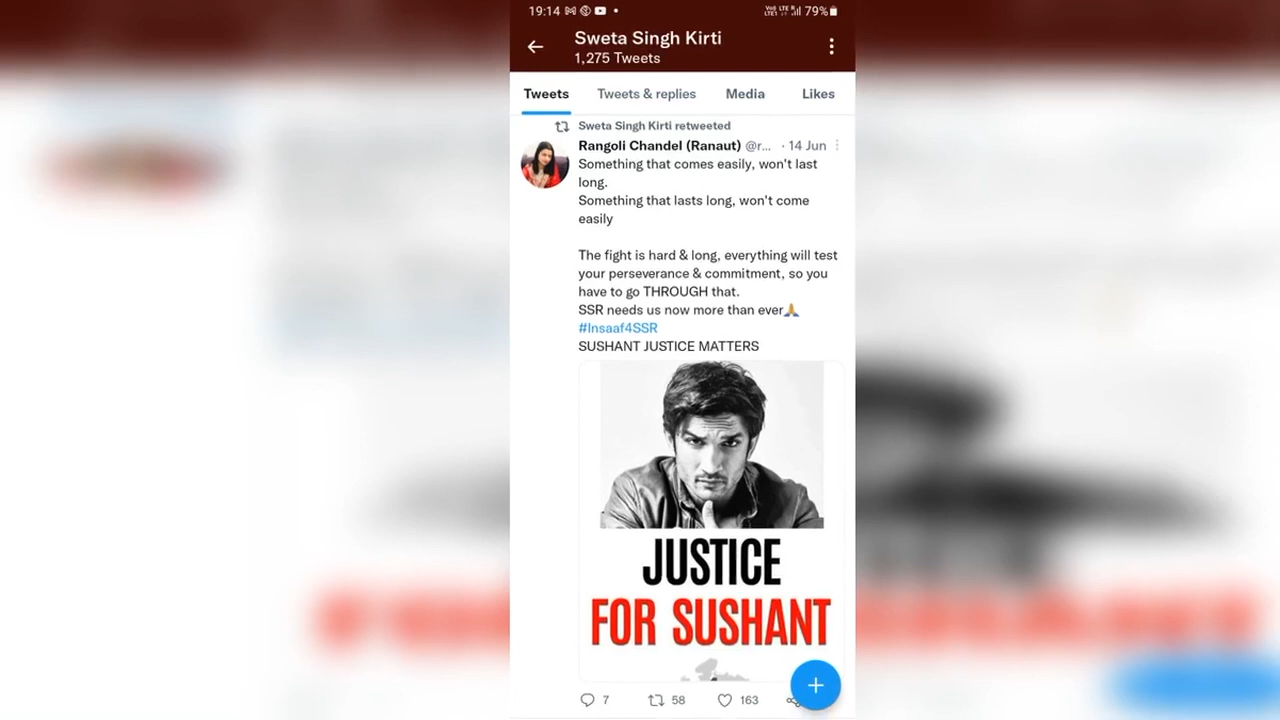 19:14 79%
Sweta Singh Kirti
1,275 Tweets
Tweets Tweets & replies Media Likes
Sweta Singh Kirti retweeted
Rangoli Chandel (Ranaut) @r... · 14 Jun
Something that comes easily, won't last
long.
Something that lasts long, won't come
easily
The fight is hard & long, everything will test
your perseverance & commitment, so you
have to go THROUGH that.
SSR needs us now more than ever🙏
#Insaaf4SSR
SUSHANT JUSTICE MATTERS
JUSTICE
FOR SUSHANT
7 58 163